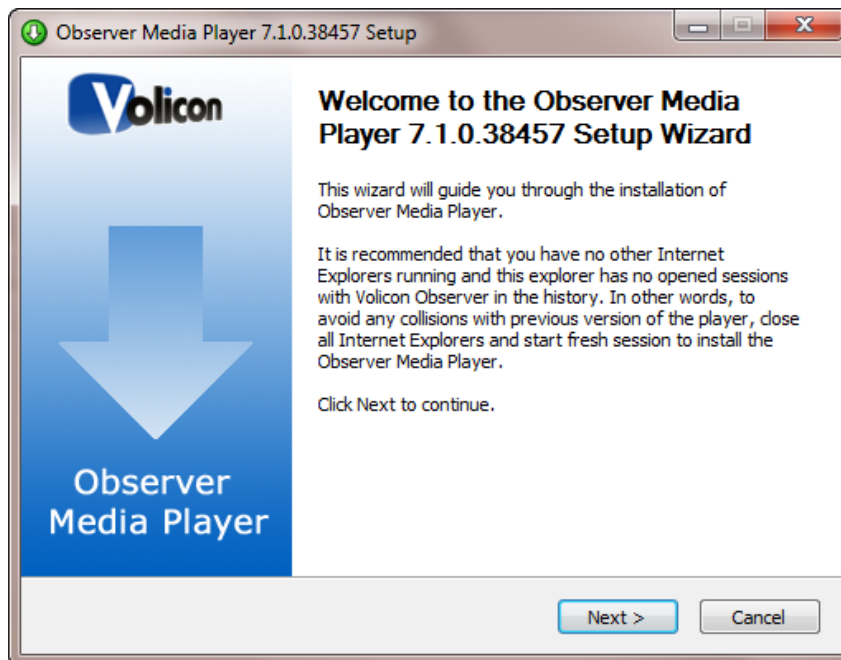 Observer Media Player 7.1.0.38457 Setup
Volicon
Welcome to the Observer Media
Player 7.1.0.38457 Setup Wizard
This wizard will guide you through the installation of
Observer Media Player.
It is recommended that you have no other Internet
Explorers running and this explorer has no opened sessions
with Volicon Observer in the history. In other words, to
avoid any collisions with previous version of the player, close
all Internet Explorers and start fresh session to install the
Observer Media Player.
Click Next to continue.
Observer
Media Player
Next >
Cancel